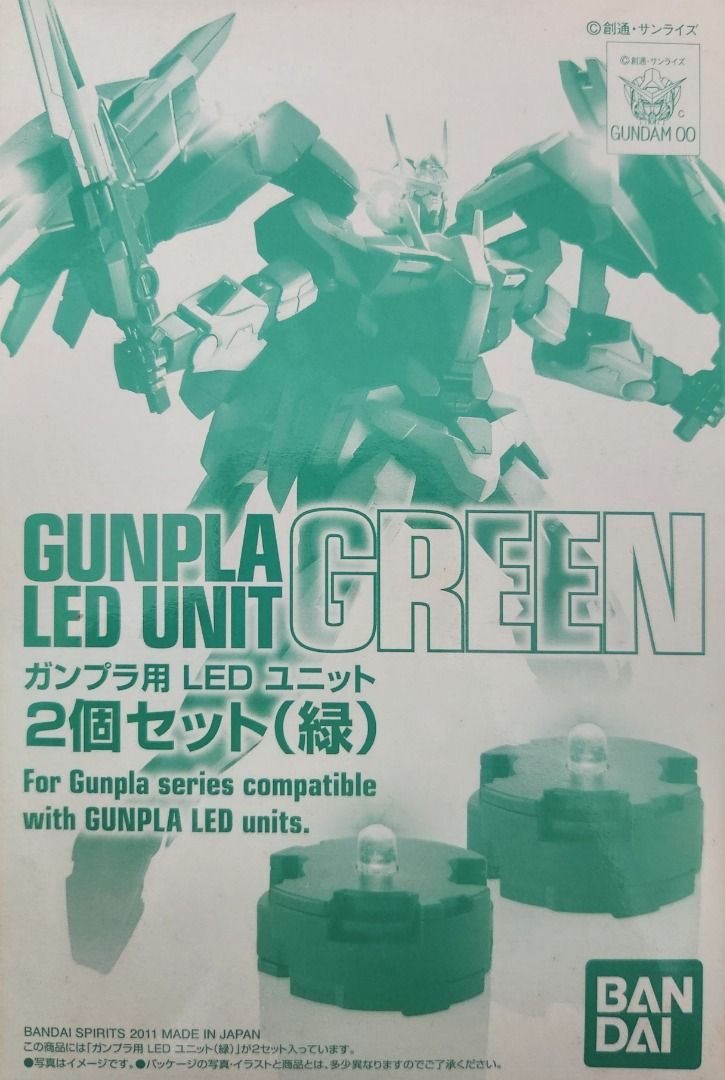 ©創通・サンライズ
©創通・サンライズ
GUNDAM OO
GUNPLA
LED UNIT
GREEN
ガンプラ用 LED ユニット
2個セット(緑)
For Gunpla series compatible
with GUNPLA LED units.
BAN
DAI
BANDAI SPIRITS 2011 MADE IN JAPAN
この商品には「ガンプラ用 LED ユニット(緑)」が2セット入っています。
●写真はイメージです。●パッケージの写真・イラストと商品とは、多少異なりますのでご了承ください。